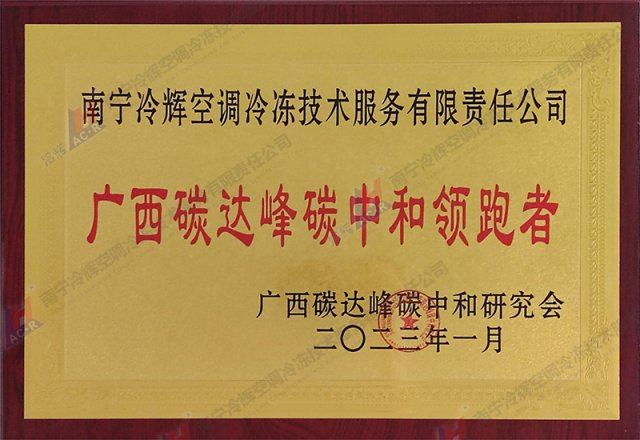 南宁冷辉空调冷冻技术服务有限责任公司
广西碳达峰碳中和领跑者
广西碳达峰碳中和研究会
二〇二三年一月